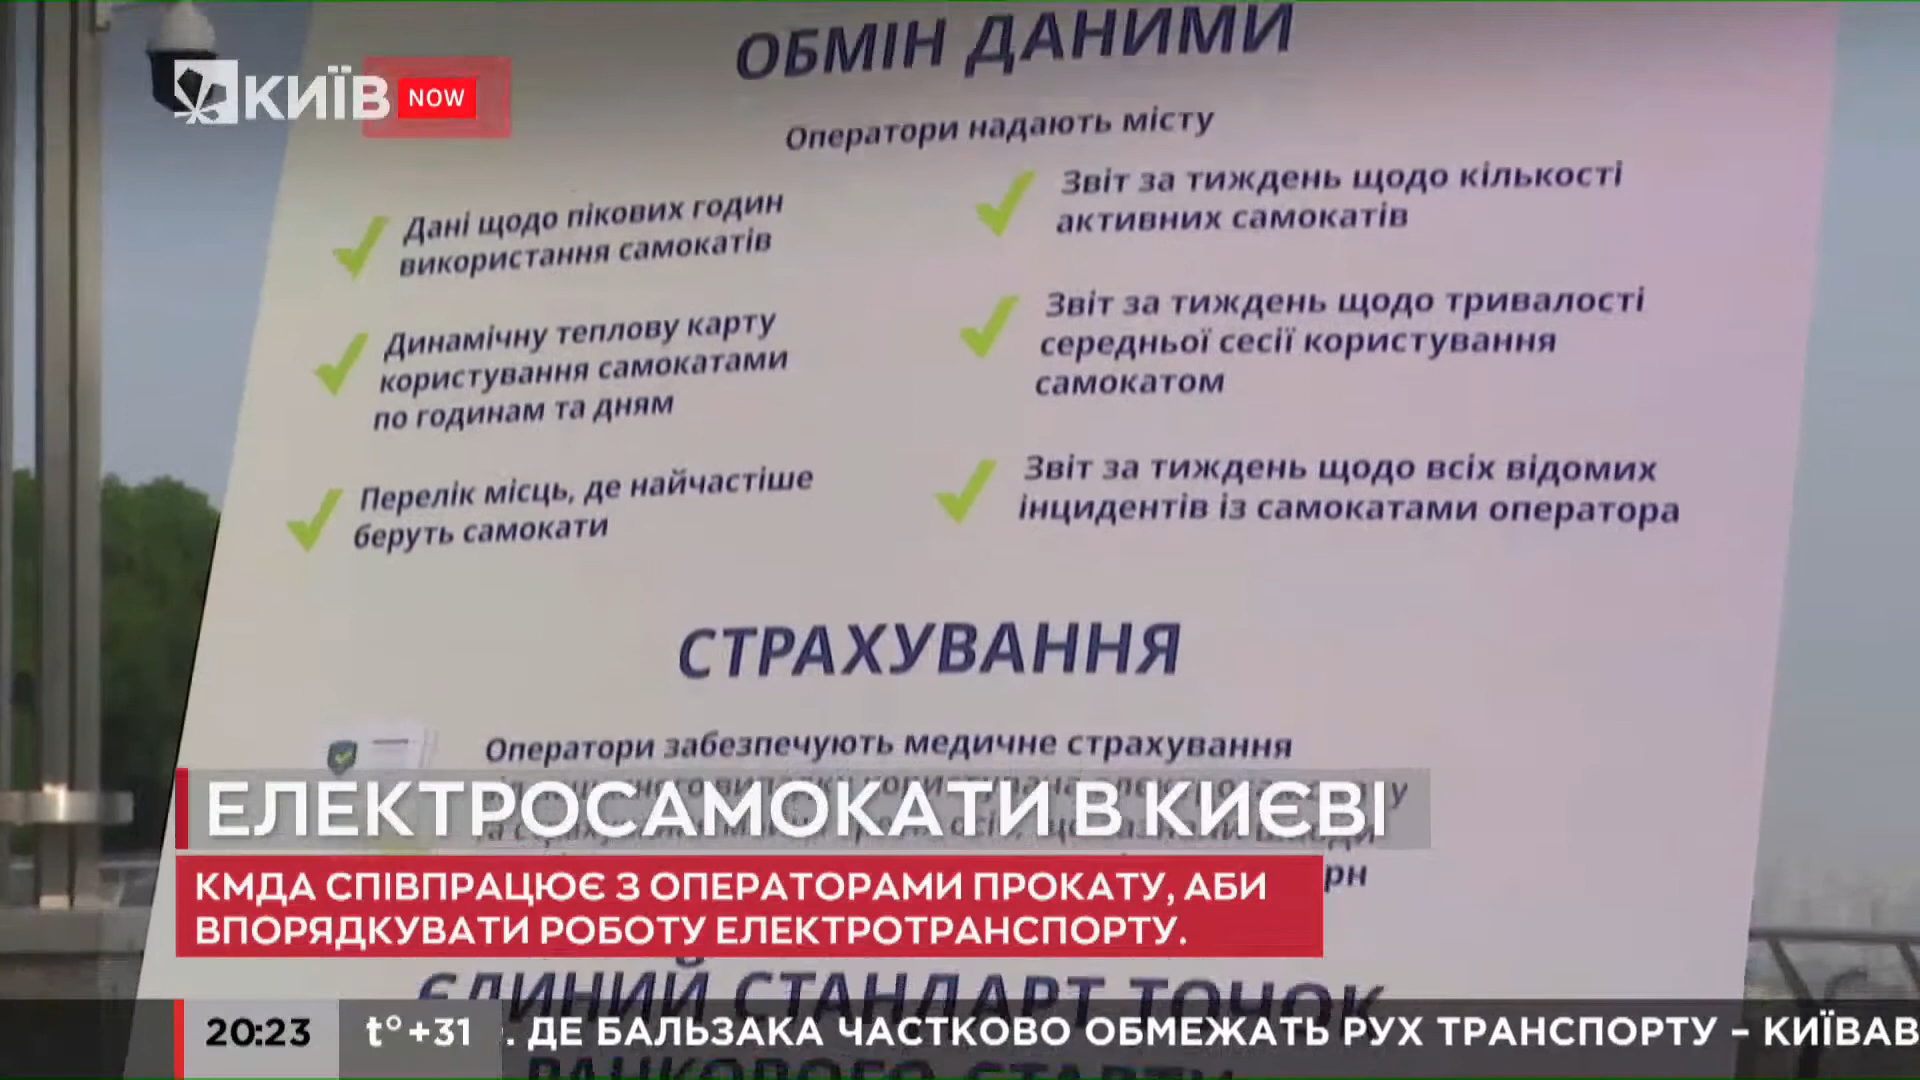 ОБМІН ДАНИМИ
КИЇВ NOW
Оператори надають місту
Дані щодо пікових годин
використання самокатів
Динамічну теплову карту
користування самокатами
по годинам та дням
Перелік місць, де найчастіше
беруть самокати
Звіт за тиждень щодо кількості
активних самокатів
Звіт за тиждень щодо тривалості
середньої сесії користування
самокатом
Звіт за тиждень щодо всіх відомих
інцидентів із самокатами оператора
СТРАХУВАННЯ
Оператори забезпечують медичне страхування
ЕЛЕКТРОСАМОКАТИ В КИЄВІ
рн
КМДА СПІВПРАЦЮЄ З ОПЕРАТОРАМИ ПРОКАТУ, АБИ
ВПОРЯДКУВАТИ РОБОТУ ЕЛЕКТРОТРАНСПОРТУ.
ЄДИНИЙ СТАНДАРТ ТОЧОК
20:23 t° +31 . ДЕ БАЛЬЗАКА ЧАСТКОВО ОБМЕЖАТЬ РУХ ТРАНСПОРТУ – КИЇВАВ